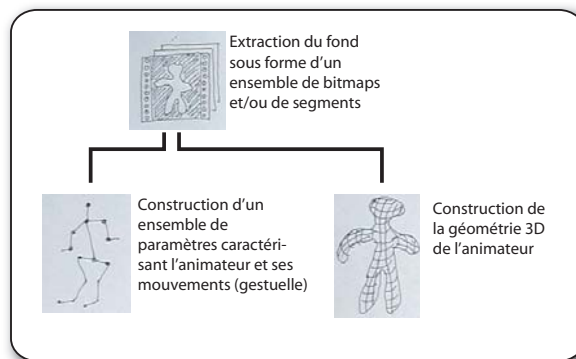 Extraction du fond
sous forme d'un
ensemble de bitmaps
et/ou de segments
Construction d'un
ensemble de
paramètres caractéri-
sant l'animateur et ses
mouvements (gestuelle)
Construction de
la géométrie 3D
de l'animateur